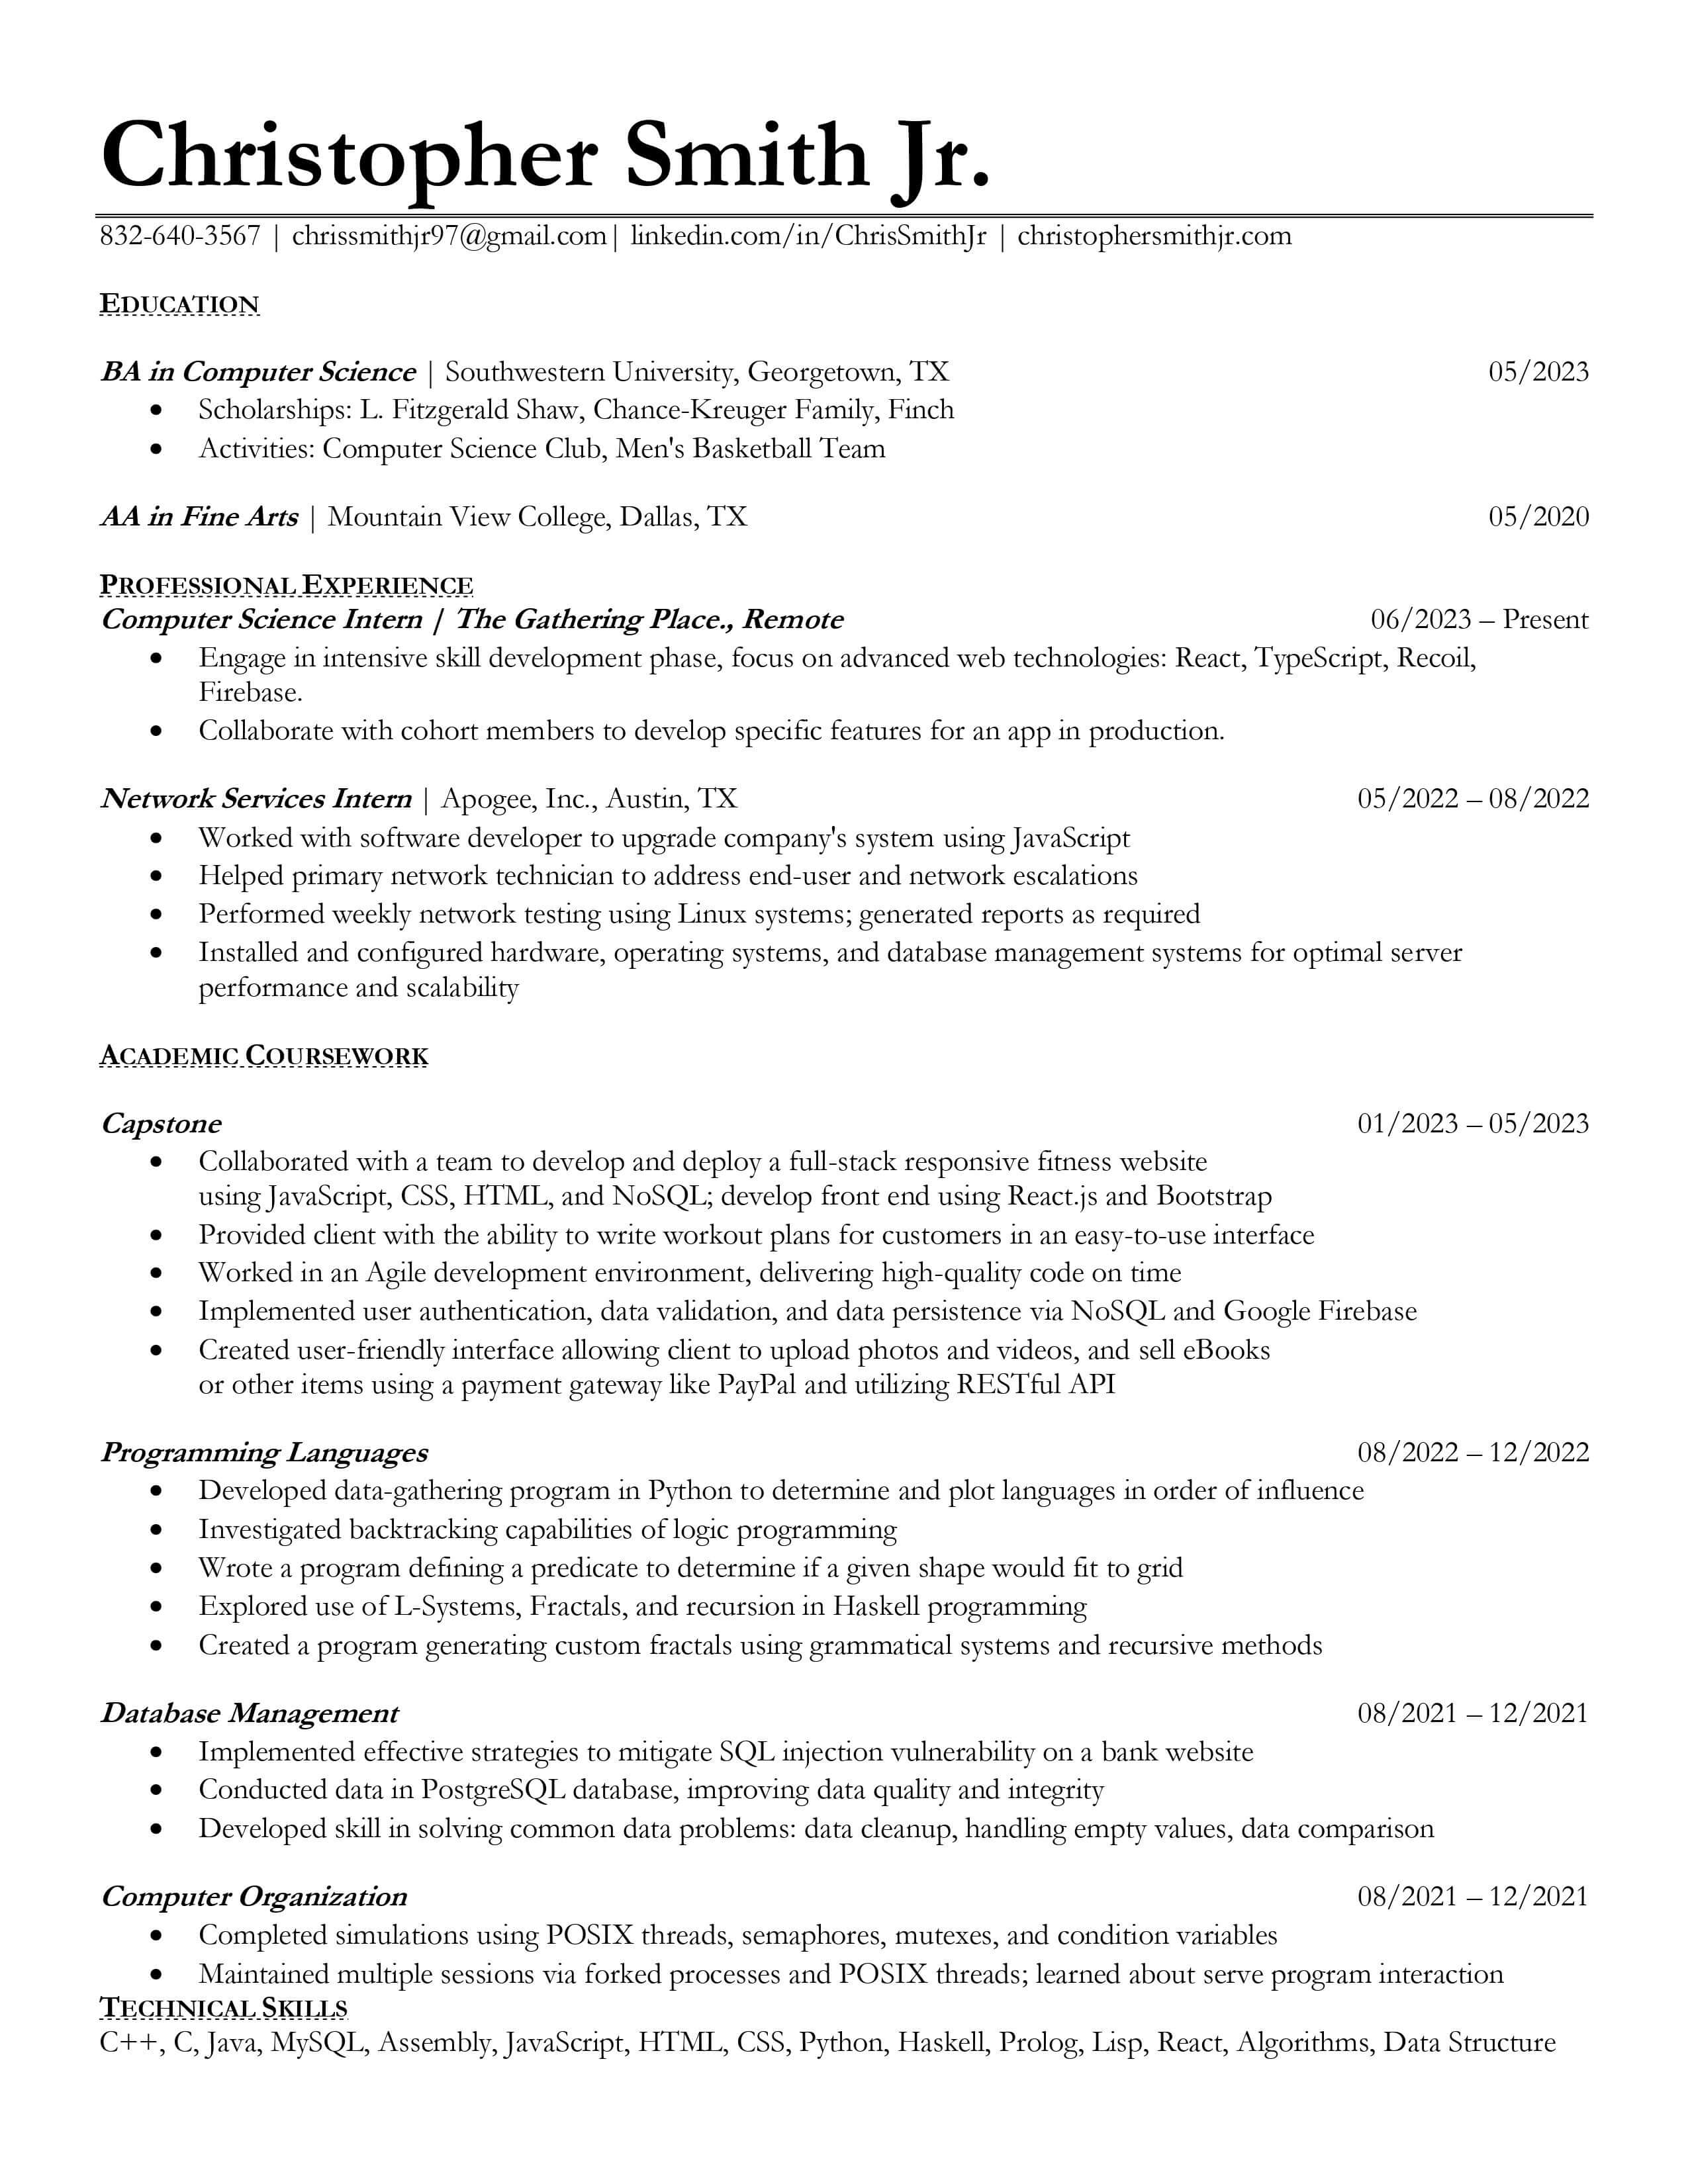 Christopher Smith Jr.
832-640-3567 | chrissmithjr97@gmail.com| linkedin.com/in/ChrisSmithJr | christophersmithjr.com
EDUCATION
BA in Computer Science | Southwestern University, Georgetown, TX 05/2023
• Scholarships: L. Fitzgerald Shaw, Chance-Kreuger Family, Finch
• Activities: Computer Science Club, Men's Basketball Team
AA in Fine Arts | Mountain View College, Dallas, TX 05/2020
PROFESSIONAL EXPERIENCE
Computer Science Intern | The Gathering Place., Remote 06/2023 – Present
• Engage in intensive skill development phase, focus on advanced web technologies: React, TypeScript, Recoil,
Firebase.
• Collaborate with cohort members to develop specific features for an app in production.
Network Services Intern | Apogee, Inc., Austin, TX 05/2022 – 08/2022
• Worked with software developer to upgrade company's system using JavaScript
• Helped primary network technician to address end-user and network escalations
• Performed weekly network testing using Linux systems; generated reports as required
• Installed and configured hardware, operating systems, and database management systems for optimal server
performance and scalability
ACADEMIC COURSEWORK
Capstone 01/2023 – 05/2023
• Collaborated with a team to develop and deploy a full-stack responsive fitness website
using JavaScript, CSS, HTML, and NoSQL; develop front end using React.js and Bootstrap
• Provided client with the ability to write workout plans for customers in an easy-to-use interface
• Worked in an Agile development environment, delivering high-quality code on time
• Implemented user authentication, data validation, and data persistence via NoSQL and Google Firebase
• Created user-friendly interface allowing client to upload photos and videos, and sell eBooks
or other items using a payment gateway like PayPal and utilizing RESTful API
Programming Languages 08/2022 – 12/2022
• Developed data-gathering program in Python to determine and plot languages in order of influence
• Investigated backtracking capabilities of logic programming
• Wrote a program defining a predicate to determine if a given shape would fit to grid
• Explored use of L-Systems, Fractals, and recursion in Haskell programming
• Created a program generating custom fractals using grammatical systems and recursive methods
Database Management 08/2021 – 12/2021
• Implemented effective strategies to mitigate SQL injection vulnerability on a bank website
• Conducted data in PostgreSQL database, improving data quality and integrity
• Developed skill in solving common data problems: data cleanup, handling empty values, data comparison
Computer Organization 08/2021 – 12/2021
• Completed simulations using POSIX threads, semaphores, mutexes, and condition variables
• Maintained multiple sessions via forked processes and POSIX threads; learned about serve program interaction
TECHNICAL SKILLS
C++, C, Java, MySQL, Assembly, JavaScript, HTML, CSS, Python, Haskell, Prolog, Lisp, React, Algorithms, Data Structure